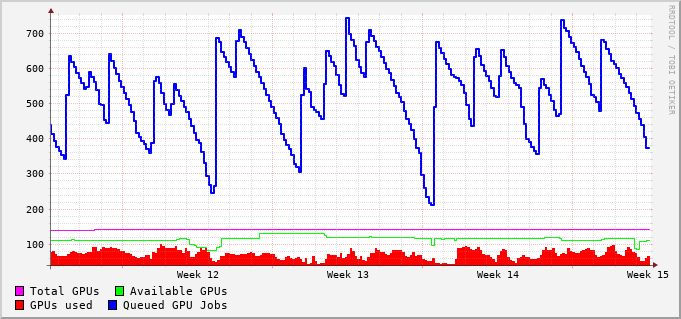 700
600
500
400
300
200
100
Week 12 Week 13 Week 14 Week 15
Total GPUs Available GPUs
GPUs used Queued GPU Jobs
RRDTOOL / TOBI OETIKER